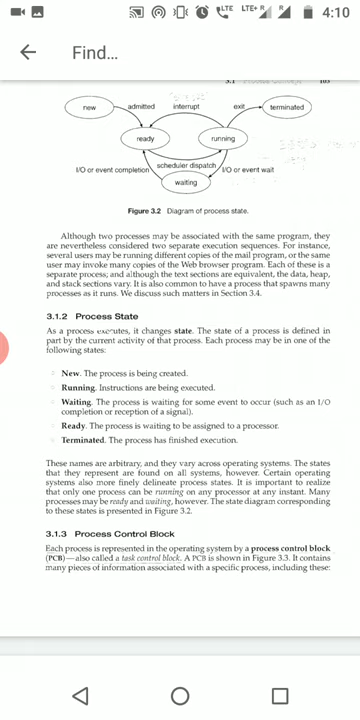 LTE LTE+ R R 4:10
Find...
3.1 Process Concept 105
new admitted interrupt exit terminated
ready running
I/O or event completion scheduler dispatch I/O or event wait
waiting
Figure 3.2 Diagram of process state.
Although two processes may be associated with the same program, they
are nevertheless considered two separate execution sequences. For instance,
several users may be running different copies of the mail program, or the same
user may invoke many copies of the Web browser program. Each of these is a
separate process; and although the text sections are equivalent, the data, heap,
and stack sections vary. It is also common to have a process that spawns many
processes as it runs. We discuss such matters in Section 3.4.
3.1.2 Process State
As a process executes, it changes state. The state of a process is defined in
part by the current activity of that process. Each process may be in one of the
following states:
New. The process is being created.
Running. Instructions are being executed.
Waiting. The process is waiting for some event to occur (such as an I/O
completion or reception of a signal).
Ready. The process is waiting to be assigned to a processor.
Terminated. The process has finished execution.
These names are arbitrary, and they vary across operating systems. The states
that they represent are found on all systems, however. Certain operating
systems also more finely delineate process states. It is important to realize
that only one process can be running on any processor at any instant. Many
processes may be ready and waiting, however. The state diagram corresponding
to these states is presented in Figure 3.2.
3.1.3 Process Control Block
Each process is represented in the operating system by a process control block
(PCB)—also called a task control block. A PCB is shown in Figure 3.3. It contains
many pieces of information associated with a specific process, including these: